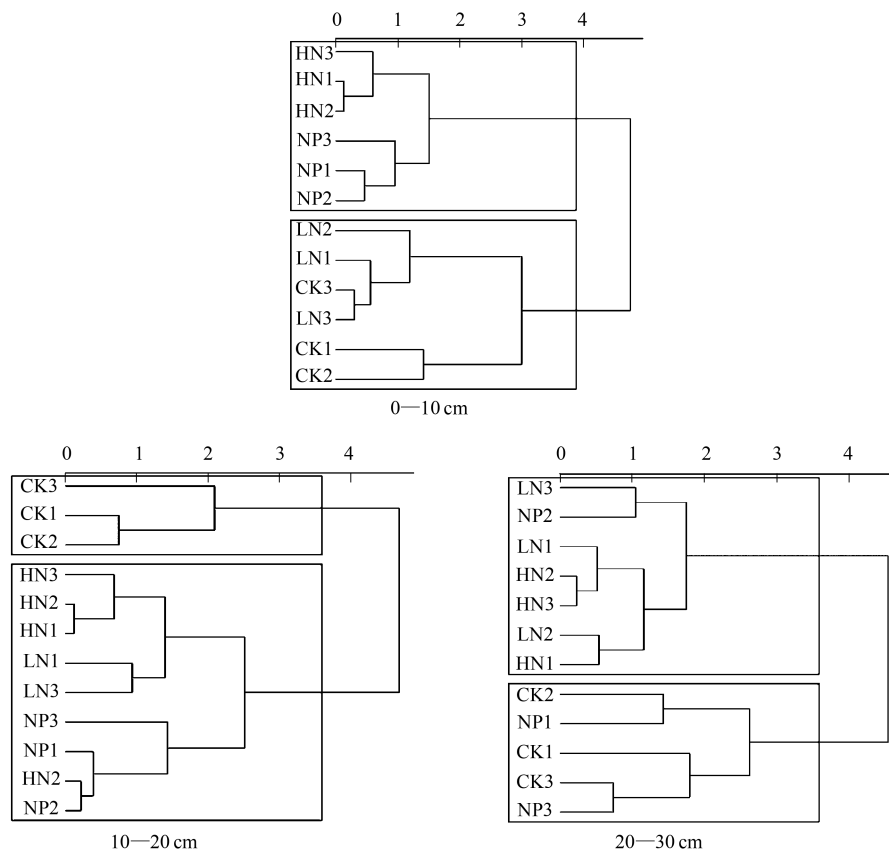 0 1 2 3 4
HN3
HN1
HN2
NP3
NP1
NP2
LN2
LN1
CK3
LN3
CK1
CK2
0—10 cm
0 1 2 3 4
CK3
CK1
CK2
HN3
HN2
HN1
LN1
LN3
NP3
NP1
HN2
NP2
10—20 cm
0 1 2 3 4
LN3
NP2
LN1
HN2
HN3
LN2
HN1
CK2
NP1
CK1
CK3
NP3
20—30 cm